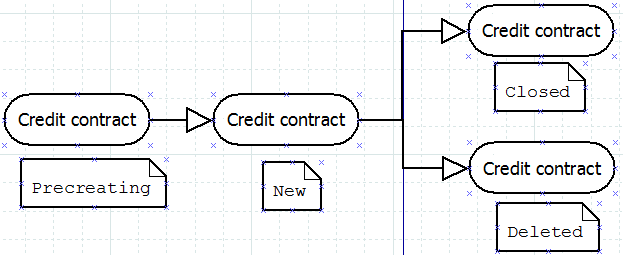 Credit contract
Closed
Credit contract
Precreating
Credit contract
New
Credit contract
Deleted